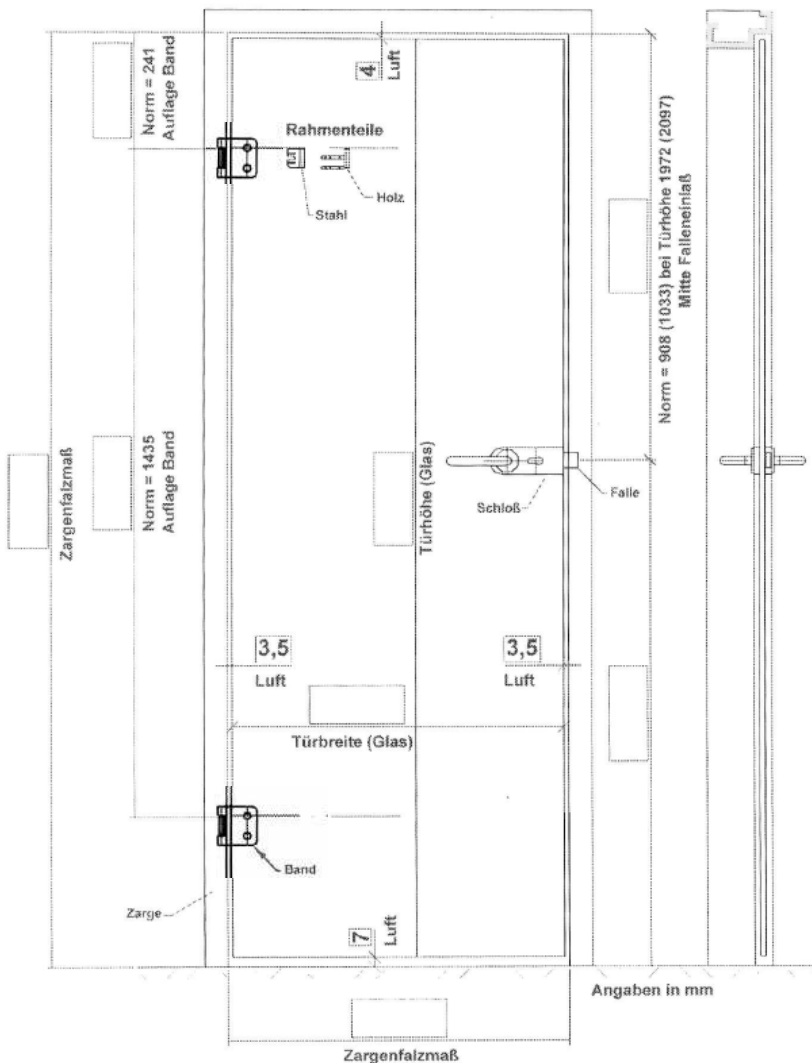 Norm = 241
Auflage Band
4
Luft
Rahmenteile
Stahl
Holz
Norm = 908 (1033) bei Türhöhe 1972 (2097)
Mitte Falleneinlaß
Zargenfalzmaß
Norm = 1435
Auflage Band
Türhöhe (Glas)
Schloß
Falle
3,5
Luft
3,5
Luft
Türbreite (Glas)
Band
Zarge
7
Luft
Angaben in mm
Zargenfalzmaß